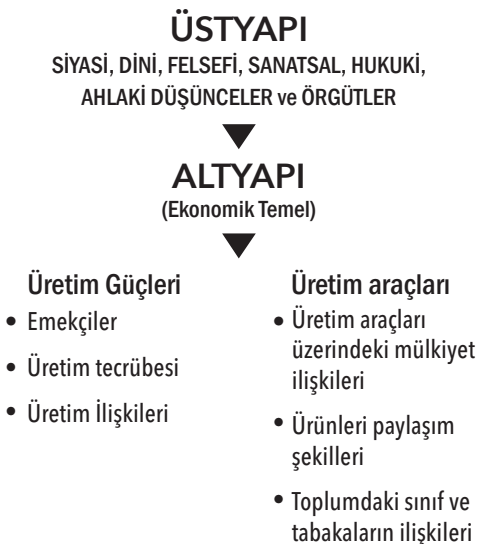 ÜSTYAPI
SİYASİ, DİNİ, FELSEFİ, SANATSAL, HUKUKİ,
AHLAKİ DÜŞÜNCELER ve ÖRGÜTLER
ALTYAPI
(Ekonomik Temel)
Üretim Güçleri
• Emekçiler
• Üretim tecrübesi
• Üretim İlişkileri
Üretim araçları
• Üretim araçları
üzerindeki mülkiyet
ilişkileri
• Ürünleri paylaşım
şekilleri
• Toplumdaki sınıf ve
tabakaların ilişkileri